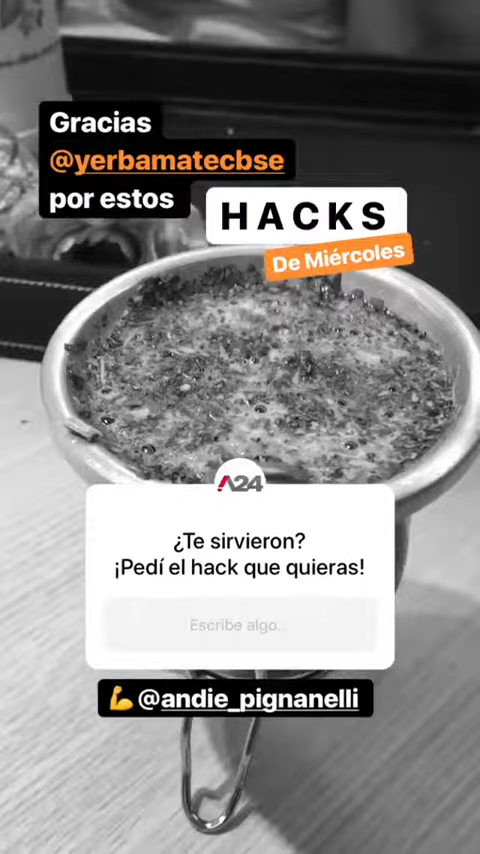 Gracias
@yerbamatecbse
por estos
HACKS
De Miércoles
A24
¿Te sirvieron?
¡Pedí el hack que quieras!
Escribe algo...
💪@andie_pignanelli